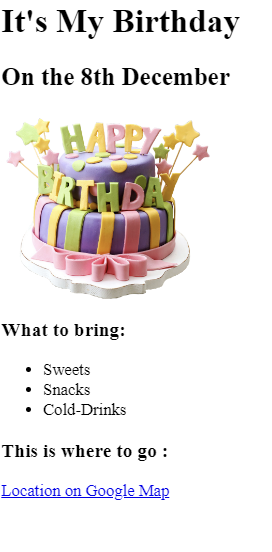 It's My Birthday
On the 8th December
HAPPY
BIRTHDAY
What to bring:
Sweets
Snacks
Cold-Drinks
This is where to go :
Location on Google Map